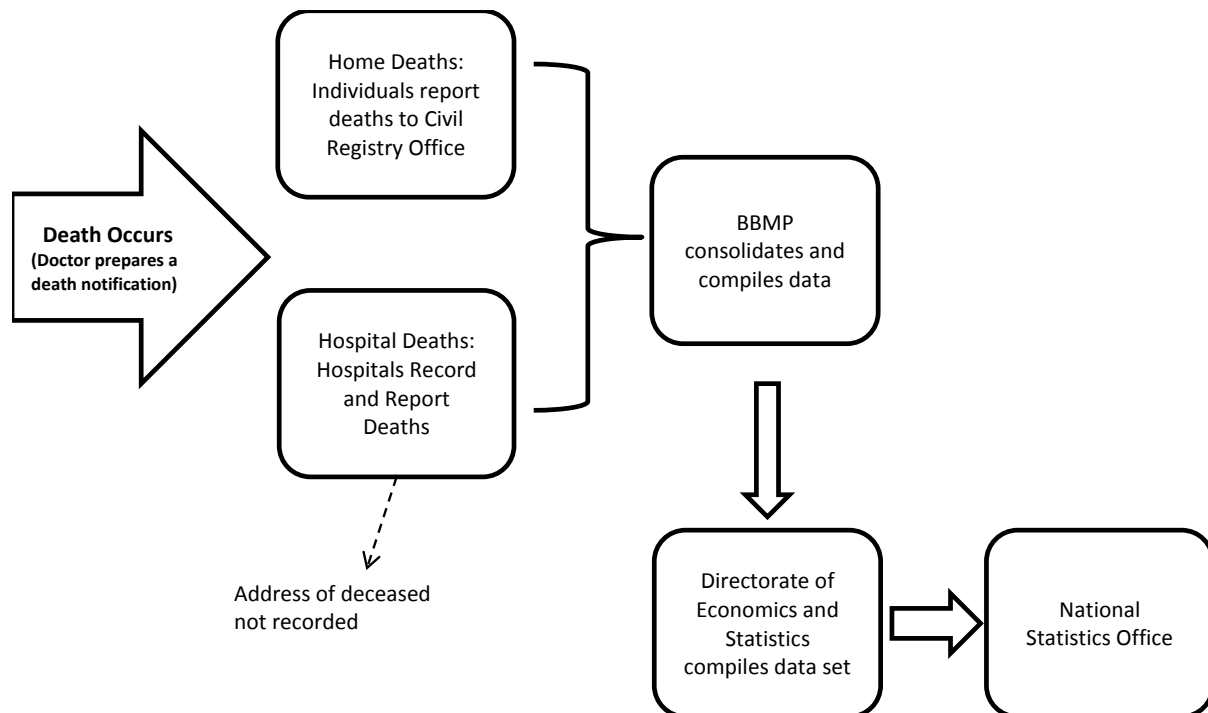 Home Deaths:
Individuals report
deaths to Civil
Registry Office
Death Occurs
(Doctor prepares a
death notification)
BBMP
consolidates and
compiles data
Hospital Deaths:
Hospitals Record
and Report
Deaths
Address of deceased
not recorded
Directorate of
Economics and
Statistics
compiles data set
National
Statistics Office